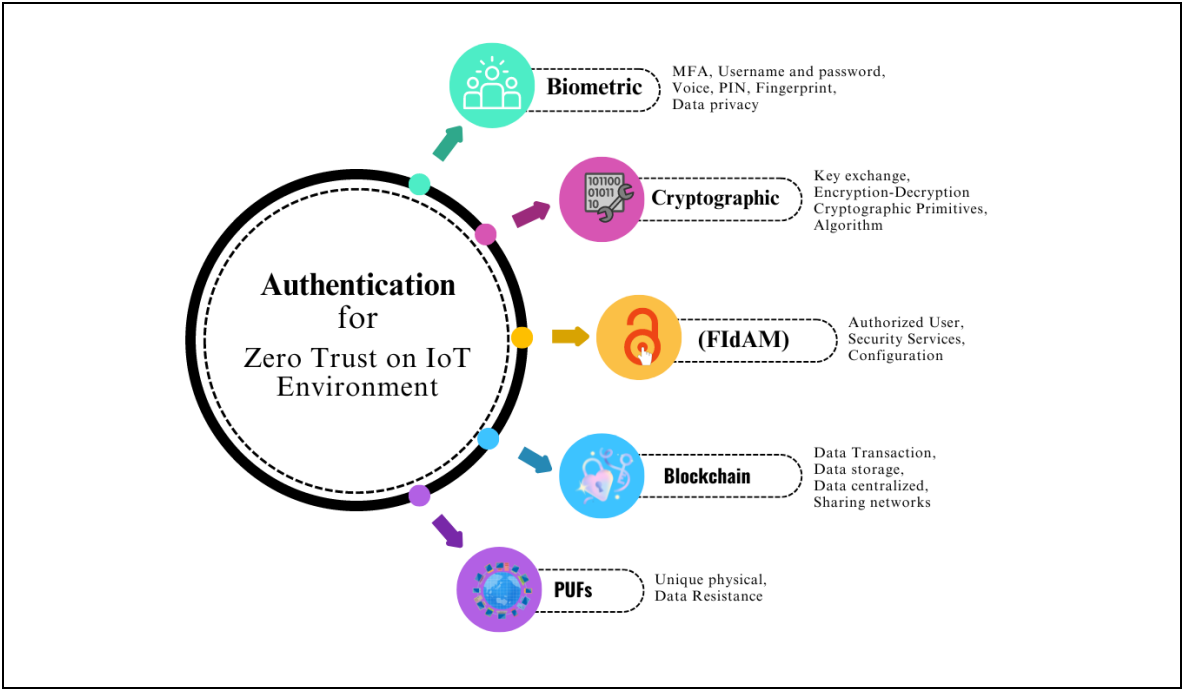 Authentication
for
Zero Trust on IoT
Environment
Biometric
MFA, Username and password,
Voice, PIN, Fingerprint,
Data privacy
101100
01011
10
Cryptographic
Key exchange,
Encryption-Decryption
Cryptographic Primitives,
Algorithm
(FIdAM)
Authorized User,
Security Services,
Configuration
Blockchain
Data Transaction,
Data storage,
Data centralized,
Sharing networks
PUFs
Unique physical,
Data Resistance